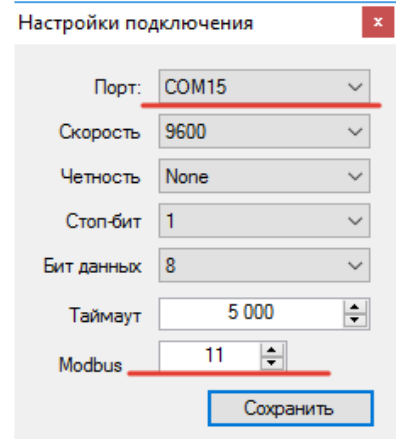 Настройки подключения x
Порт: COM15
Скорость 9600
Четность None
Стоп-бит 1
Бит данных 8
Таймаут 5 000
Modbus 11
Сохранить